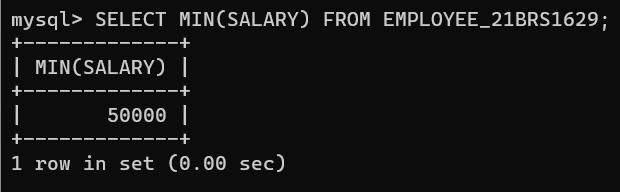 mysql> SELECT MIN(SALARY) FROM EMPLOYEE_21BRS1629;
+-------------+
| MIN(SALARY) |
+-------------+
|       50000 |
+-------------+
1 row in set (0.00 sec)